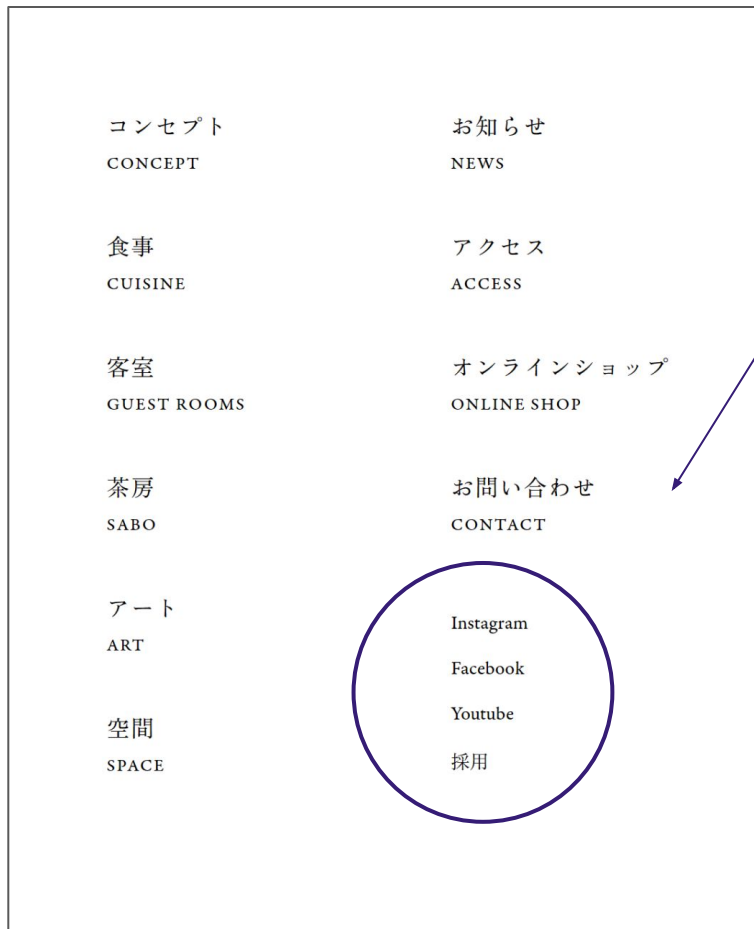 コンセプト
CONCEPT
食事
CUISINE
客室
GUEST ROOMS
茶房
SABO
アート
ART
空間
SPACE
お知らせ
NEWS
アクセス
ACCESS
オンラインショップ
ONLINE SHOP
お問い合わせ
CONTACT
Instagram
Facebook
Youtube
採用